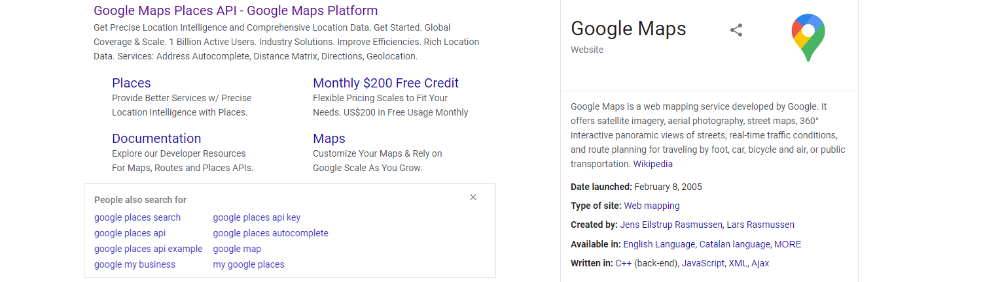 Google Maps Places API - Google Maps Platform
Get Precise Location Intelligence and Comprehensive Location Data. Get Started. Global
Coverage & Scale. 1 Billion Active Users. Industry Solutions. Improve Efficiencies. Rich Location
Data. Services: Address Autocomplete, Distance Matrix, Directions, Geolocation.
Places
Provide Better Services w/ Precise
Location Intelligence with Places.
Monthly $200 Free Credit
Flexible Pricing Scales to Fit Your
Needs. US$200 in Free Usage Monthly
Documentation
Explore our Developer Resources
For Maps, Routes and Places APIs.
Maps
Customize Your Maps & Rely on
Google Scale As You Grow.
People also search for
google places search
google places api
google places api example
google my business
google places api key
google places autocomplete
google map
my google places
Google Maps
Website
Google Maps is a web mapping service developed by Google. It
offers satellite imagery, aerial photography, street maps, 360°
interactive panoramic views of streets, real-time traffic conditions,
and route planning for traveling by foot, car, bicycle and air, or public
transportation. Wikipedia
Date launched: February 8, 2005
Type of site: Web mapping
Created by: Jens Eilstrup Rasmussen, Lars Rasmussen
Available in: English Language, Catalan language, MORE
Written in: C++ (back-end), JavaScript, XML, Ajax